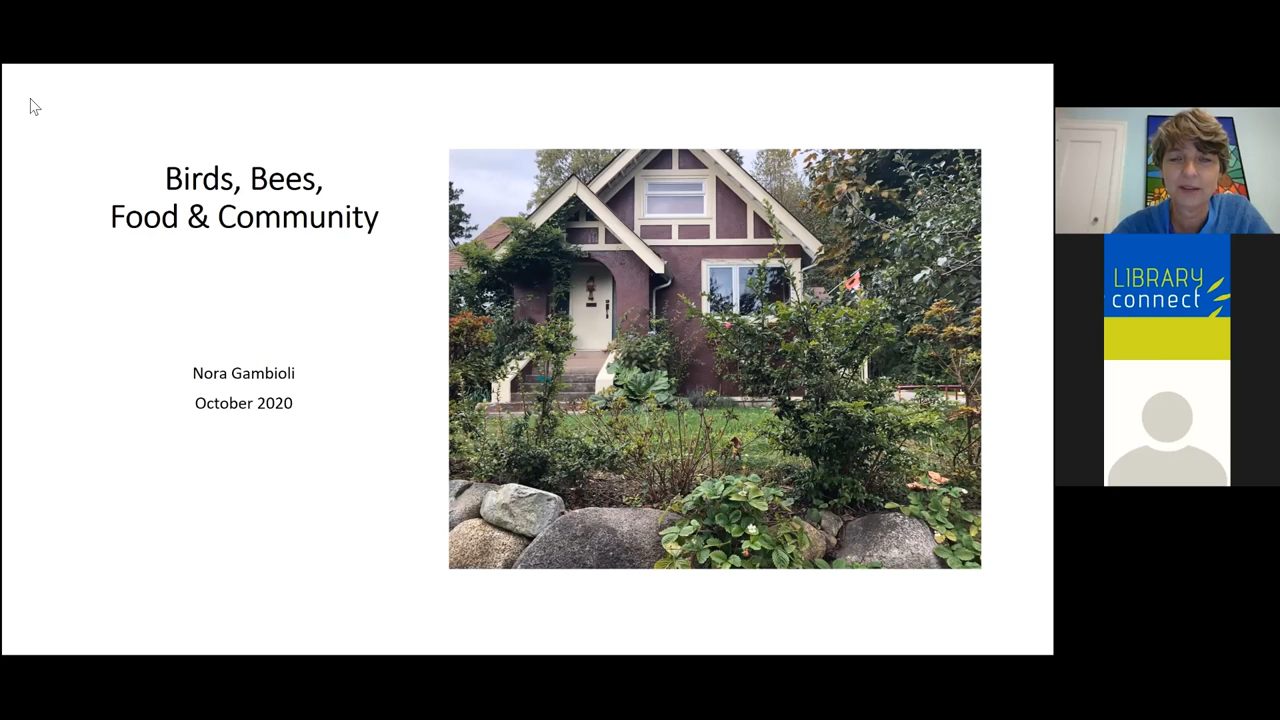 Birds, Bees,
Food & Community
Nora Gambioli
October 2020
LIBRARY
connect